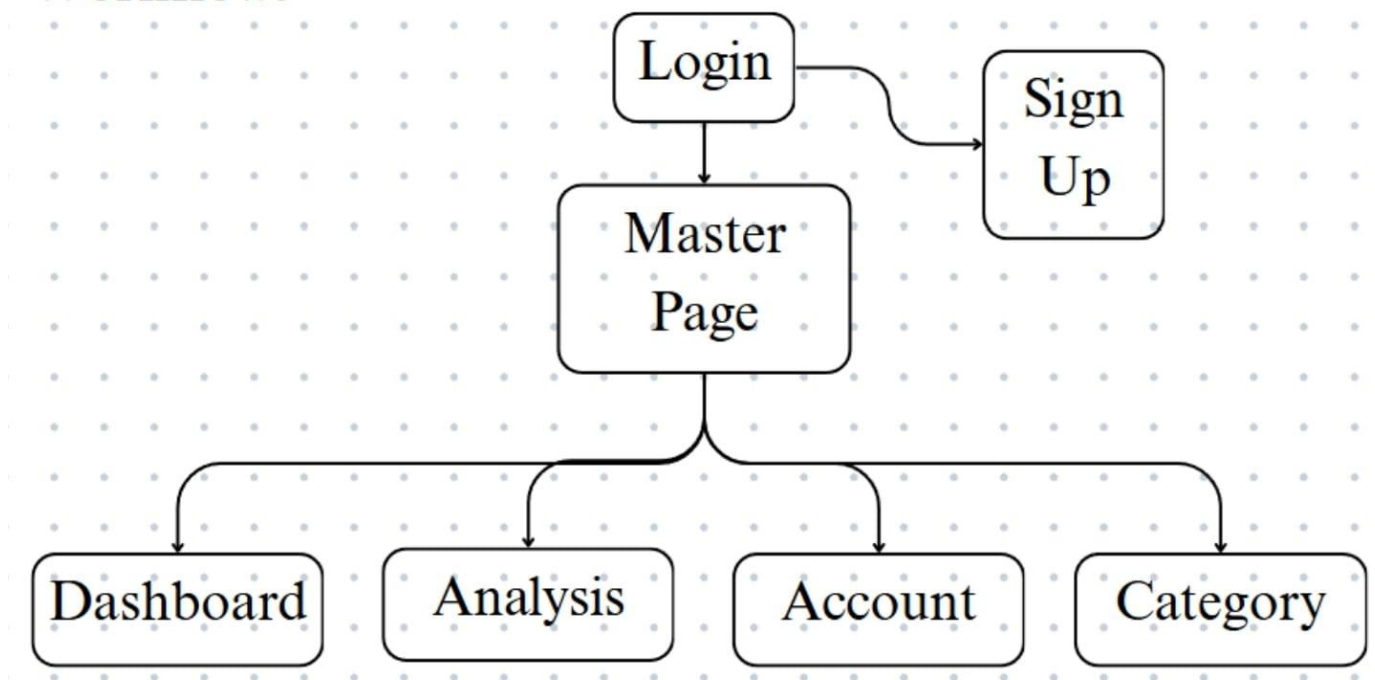 Login
Sign
Up
Master
Page
Dashboard
Analysis
Account
Category